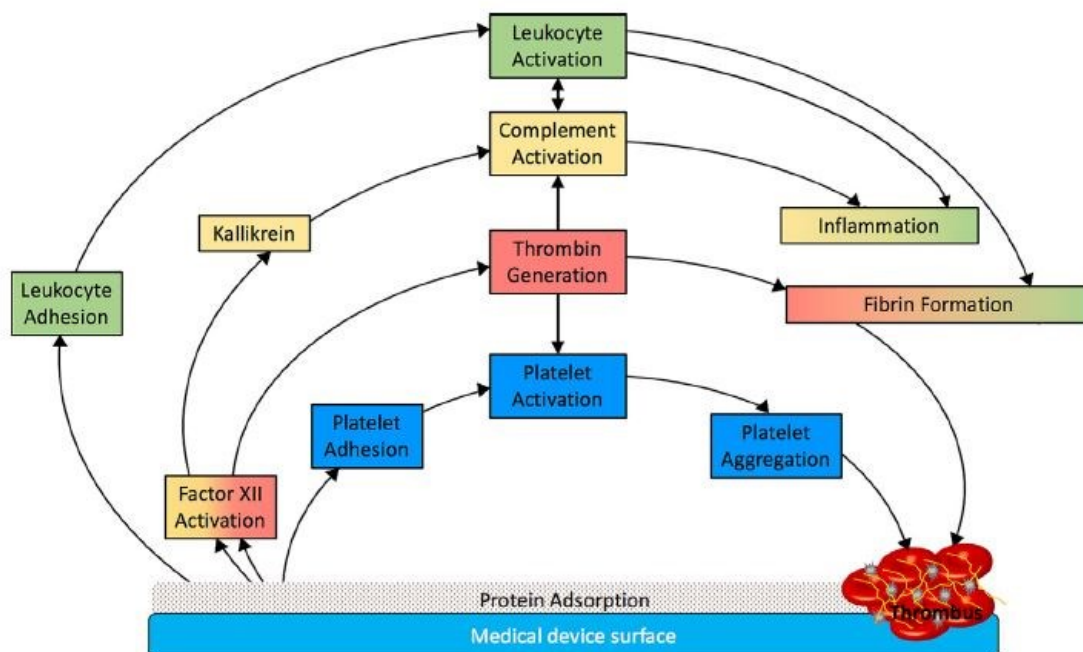 Leukocyte
Activation
Complement
Activation
Kallikrein
Inflammation
Thrombin
Generation
Leukocyte
Adhesion
Fibrin Formation
Platelet
Activation
Platelet
Adhesion
Platelet
Aggregation
Factor XII
Activation
Protein Adsorption
Thrombus
Medical device surface